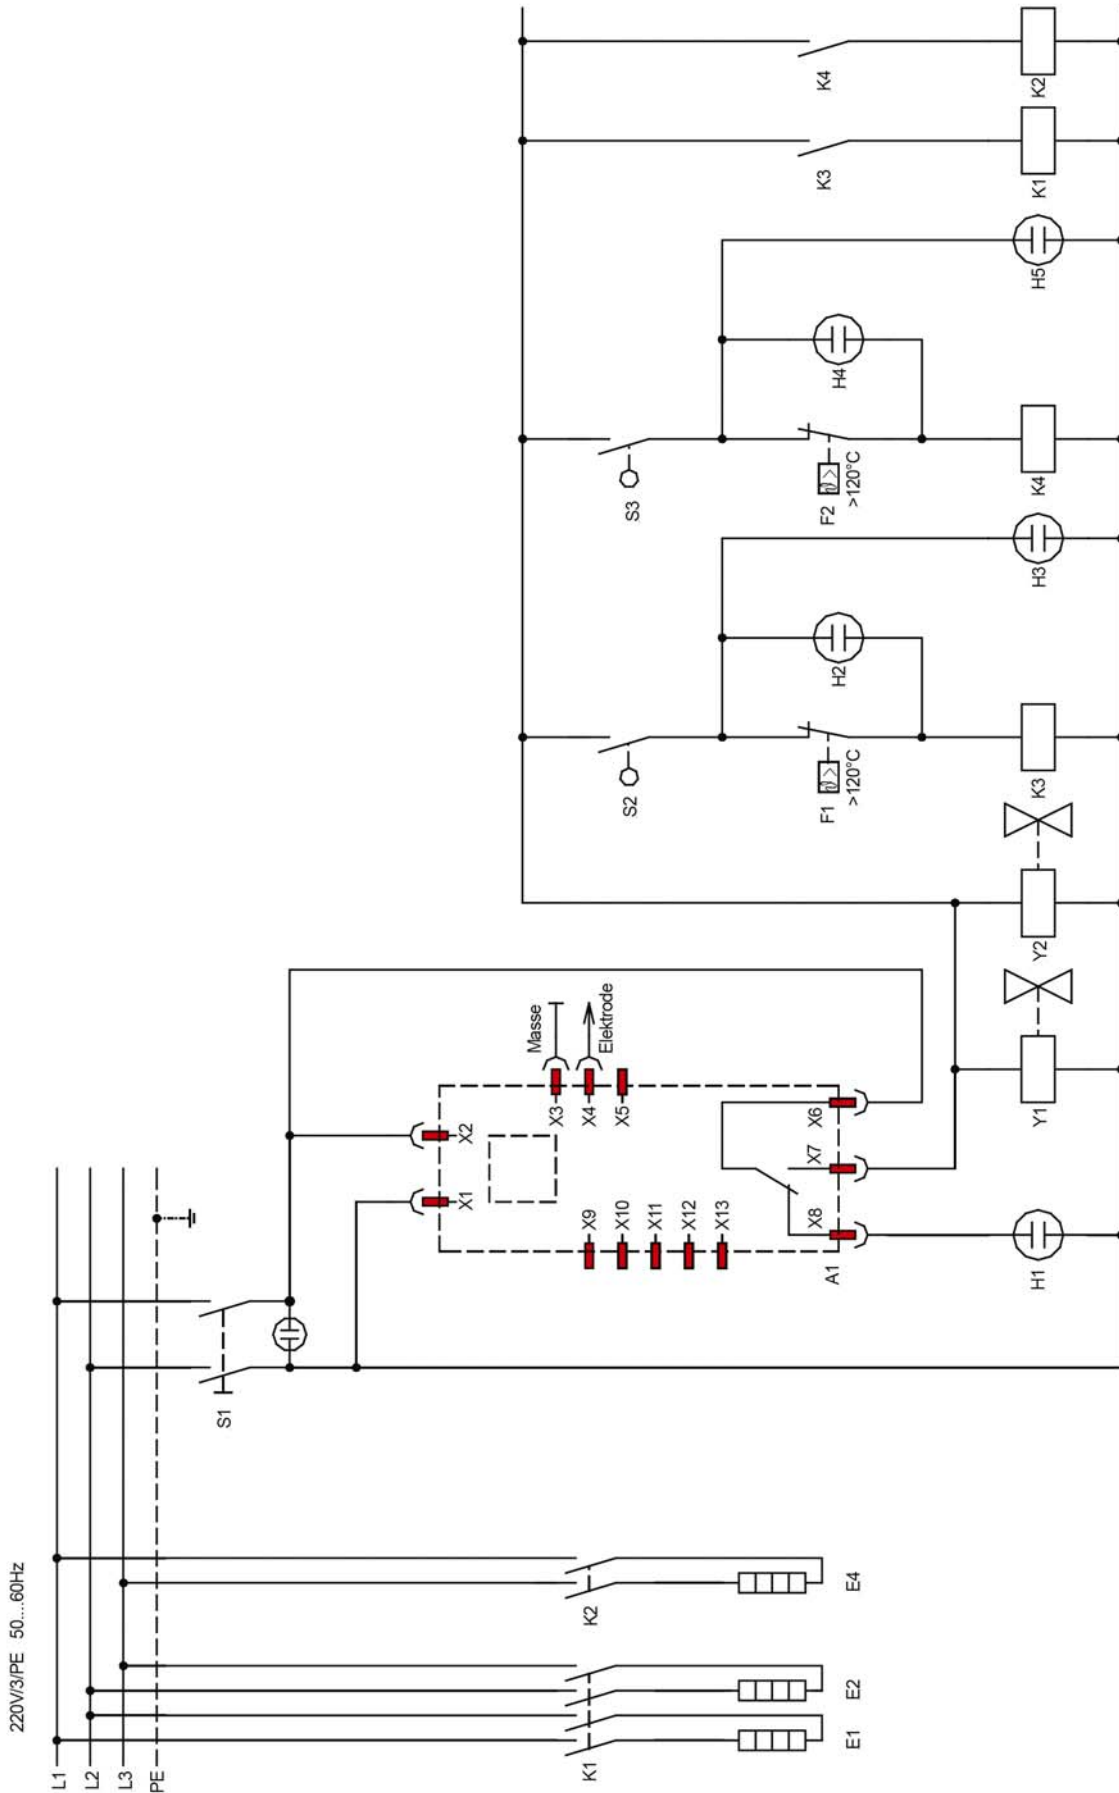 220V/3/PE 50...60Hz
L1
L2
L3
PE
K1
E1
E2
K2
E4
S1
A1
X1
X2
X3
Masse
X4
Elektrode
X5
X9
X10
X11
X12
X13
X8
X7
X6
H1
Y1
Y2
S2
F1
>120°C
H2
K3
H3
S3
F2
>120°C
H4
K4
H5
K3
K1
K4
K2